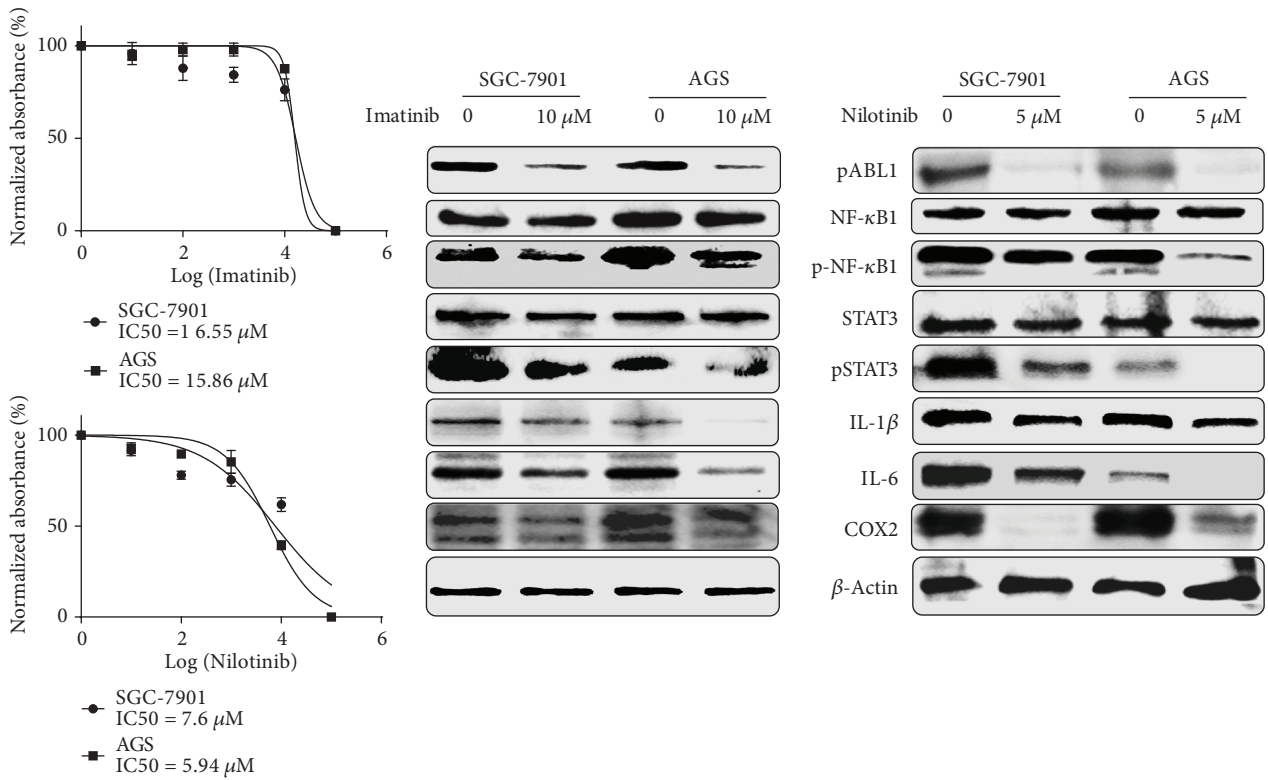 Normalized absorbance (%)
100
50
0
0
2
4
6
Log (Imatinib)
SGC-7901
IC50 =1 6.55 μM
AGS
IC50 = 15.86 μM
Normalized absorbance (%)
100
50
0
0
2
4
6
Log (Nilotinib)
SGC-7901
IC50 = 7.6 μM
AGS
IC50 = 5.94 μM
SGC-7901
AGS
Imatinib 0 10 μM 0 10 μM
SGC-7901
AGS
Nilotinib 0 5 μM 0 5 μM
pABL1
NF-κB1
p-NF-κB1
STAT3
pSTAT3
IL-1β
IL-6
COX2
β-Actin